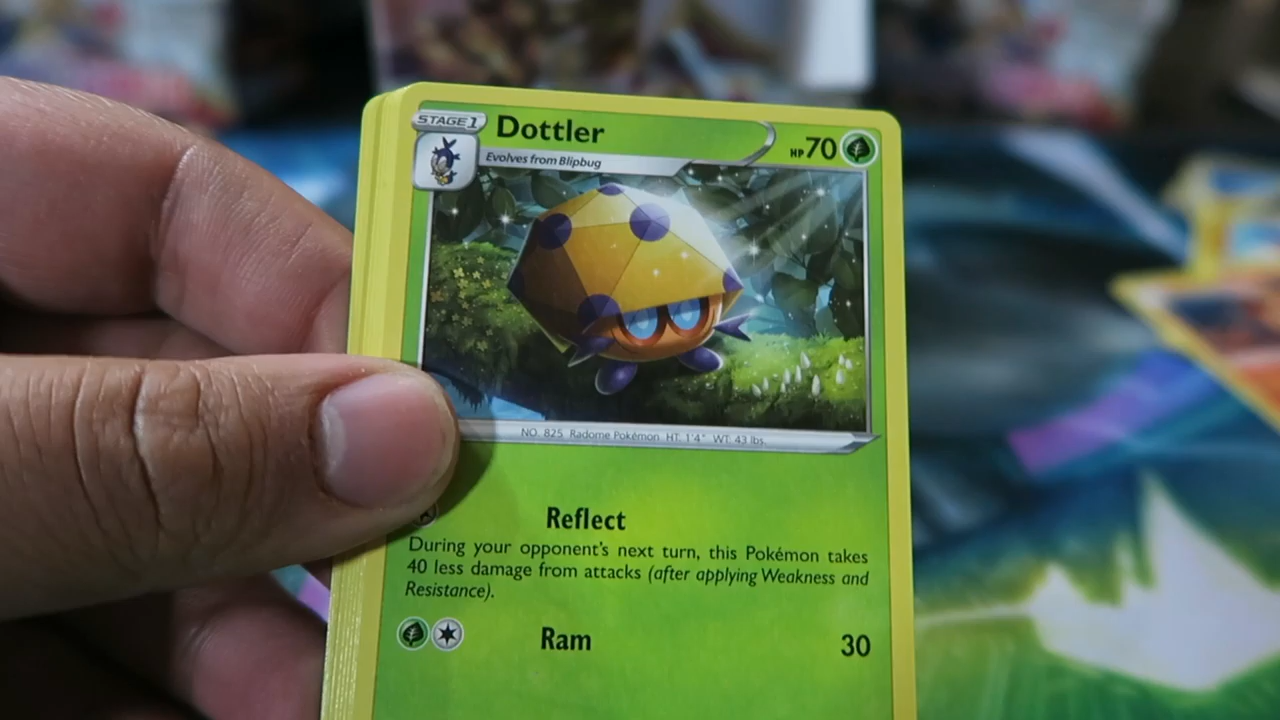 STAGE 1
Dottler
HP 70
Evolves from Blipbug
NO. 825 Radome Pokémon HT: 1'4" WT: 43 lbs.
Reflect
During your opponent's next turn, this Pokémon takes
40 less damage from attacks (after applying Weakness and
Resistance).
Ram 30